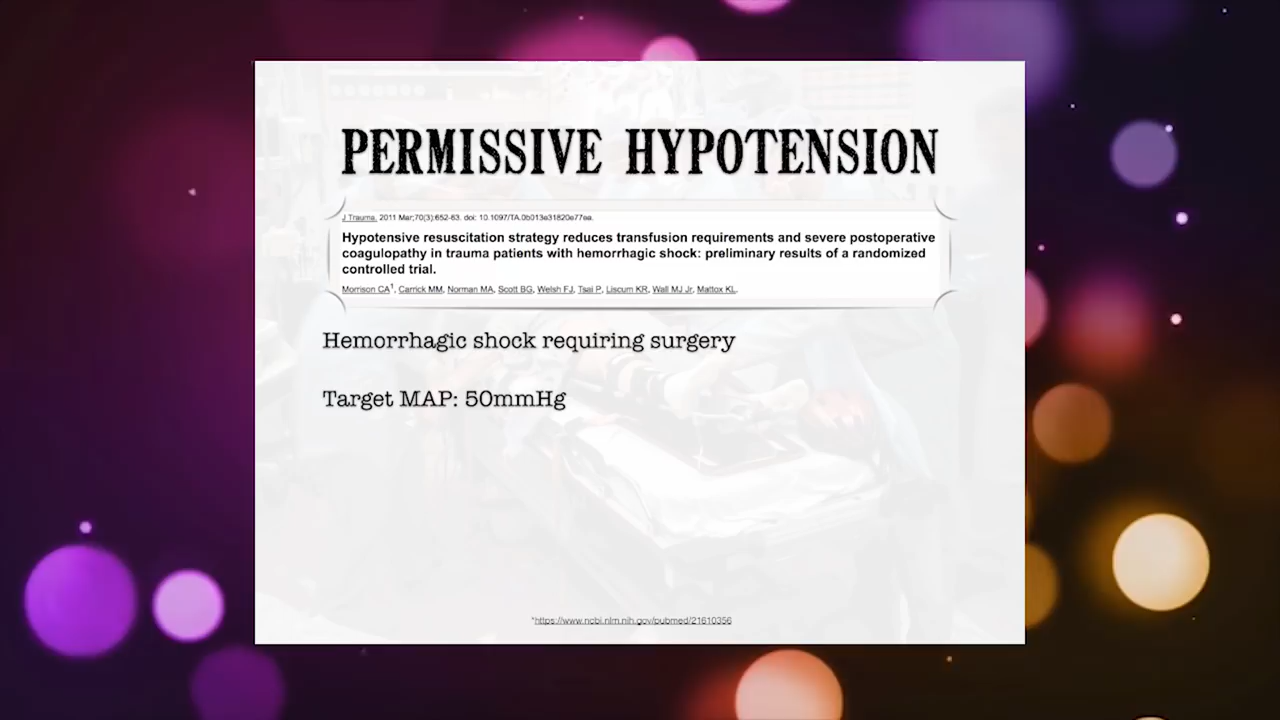 PERMISSIVE HYPOTENSION
J Trauma. 2011 Mar;70(3):652-63. doi: 10.1097/TA.0b013e31820e77ea.
Hypotensive resuscitation strategy reduces transfusion requirements and severe postoperative
coagulopathy in trauma patients with hemorrhagic shock: preliminary results of a randomized
controlled trial.
Morrison CA1, Carrick MM, Norman MA, Scott BG, Welsh FJ, Tsai P, Liscum KR, Wall MJ Jr, Mattox KL.
Hemorrhagic shock requiring surgery
Target MAP: 50mmHg
*https://www.ncbi.nlm.nih.gov/pubmed/21610356